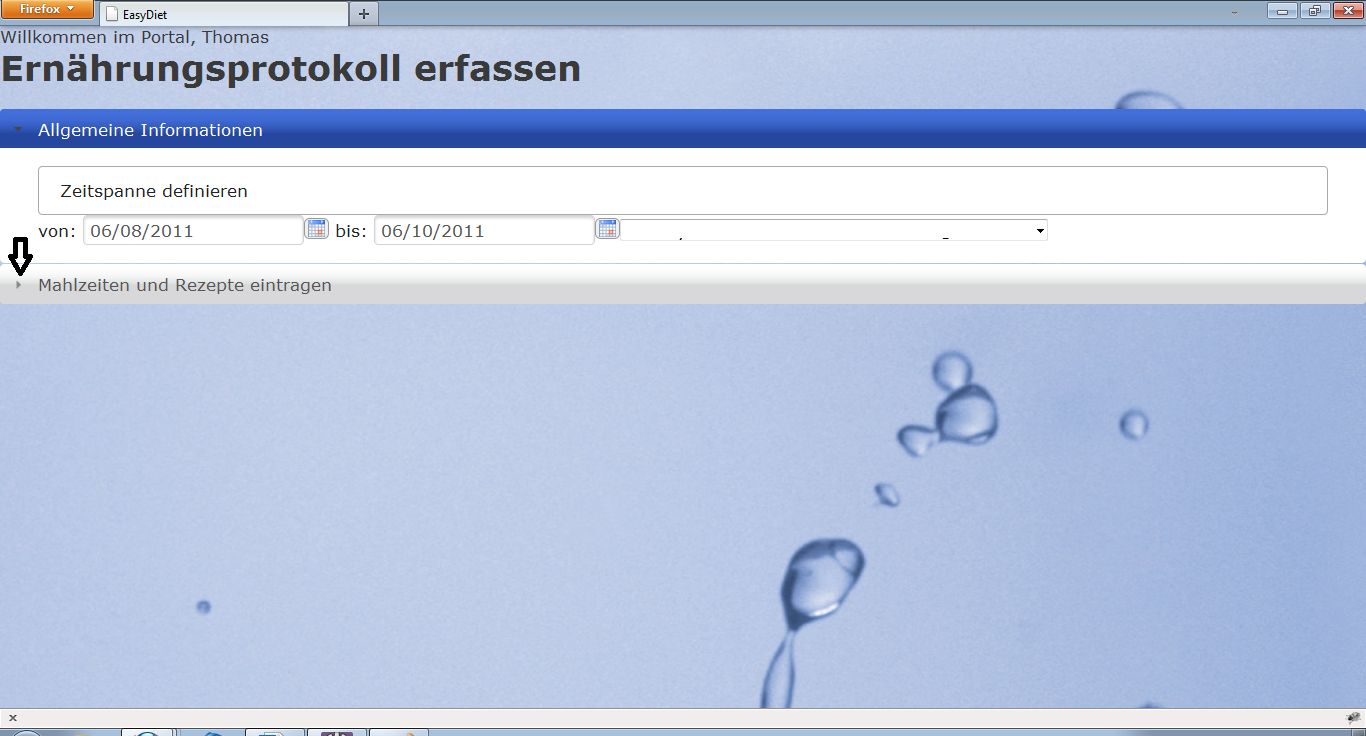 Firefox
EasyDiet
Willkommen im Portal, Thomas
Ernährungsprotokoll erfassen
Allgemeine Informationen
Zeitspanne definieren
von: 06/08/2011 bis: 06/10/2011
Mahlzeiten und Rezepte eintragen